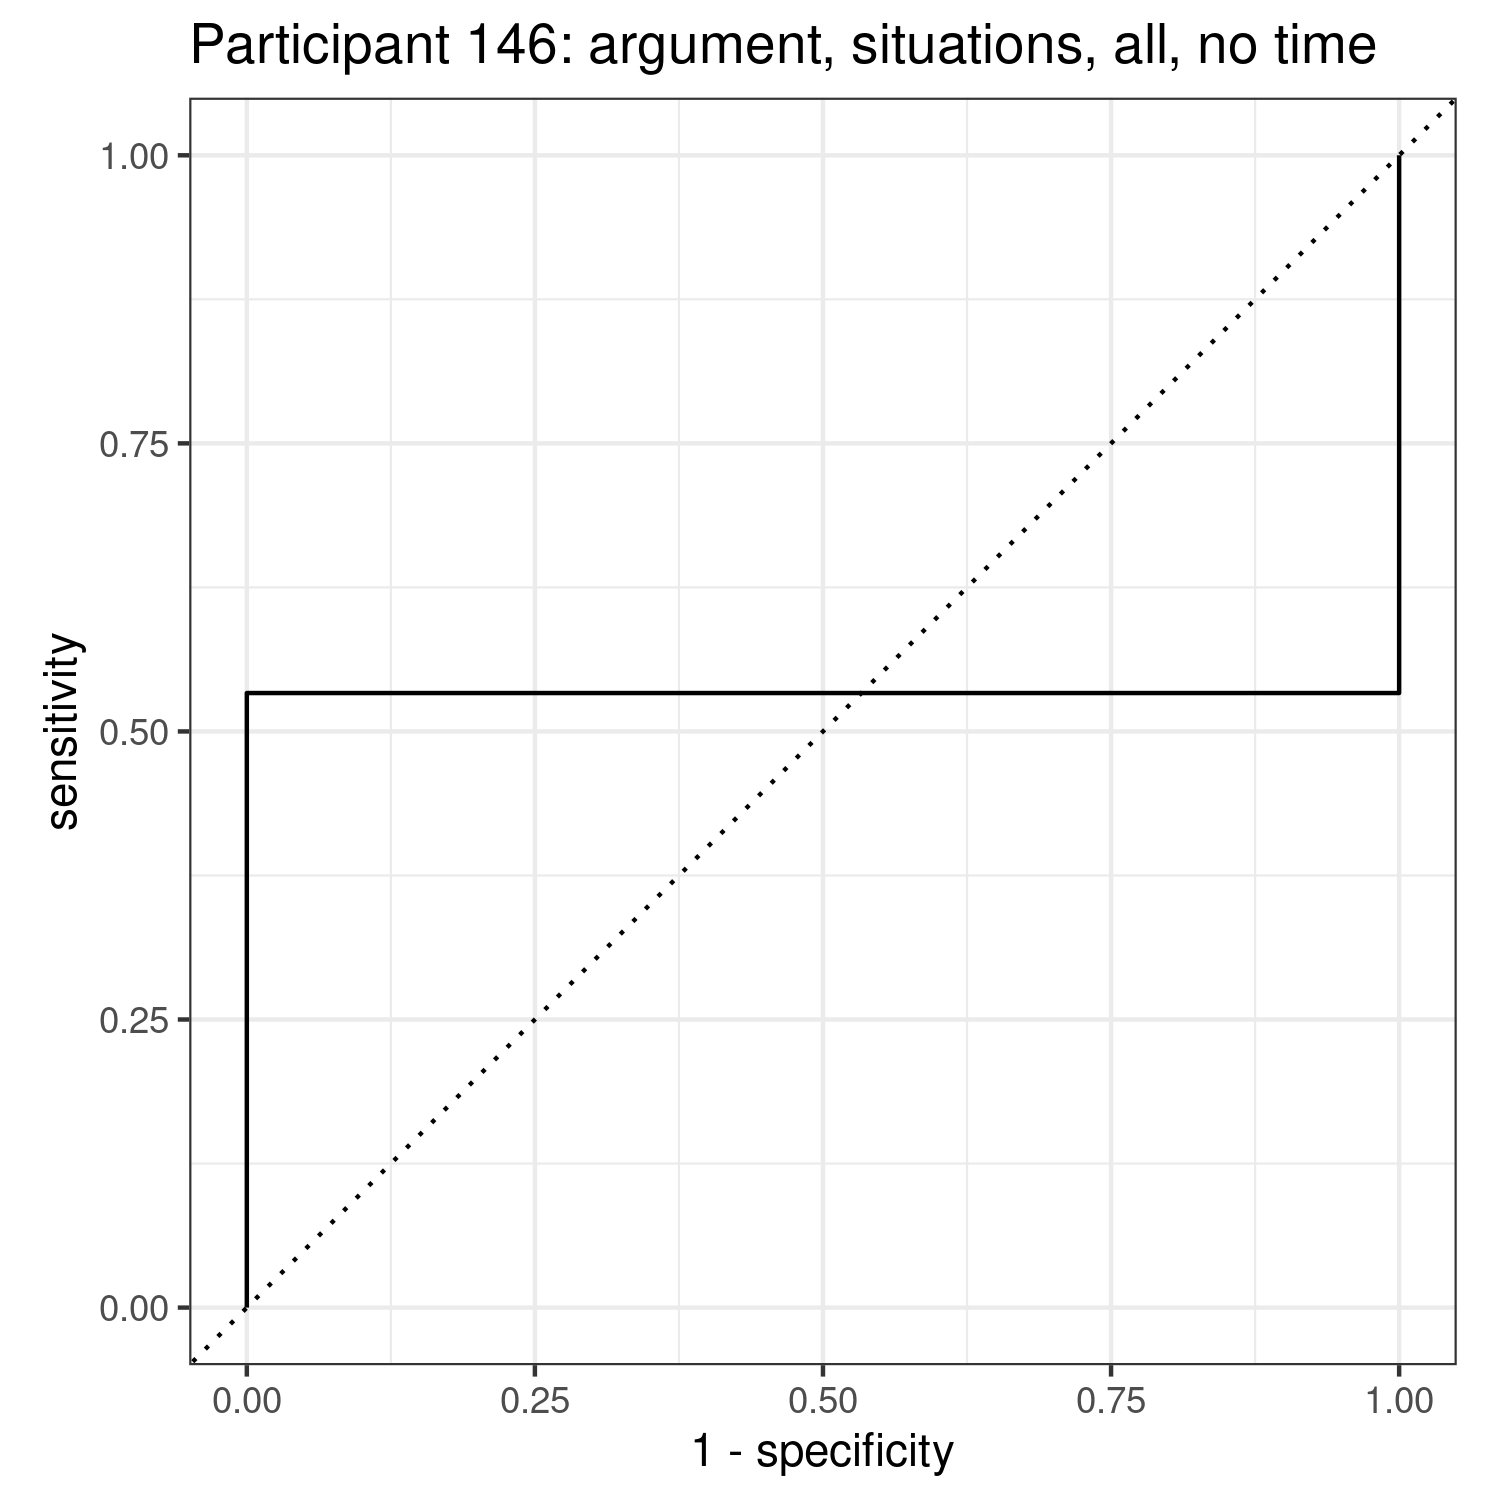 Participant 146: argument, situations, all, no time
1.00
0.75
0.50
0.25
0.00
sensitivity
0.00 0.25 0.50 0.75 1.00
1 - specificity